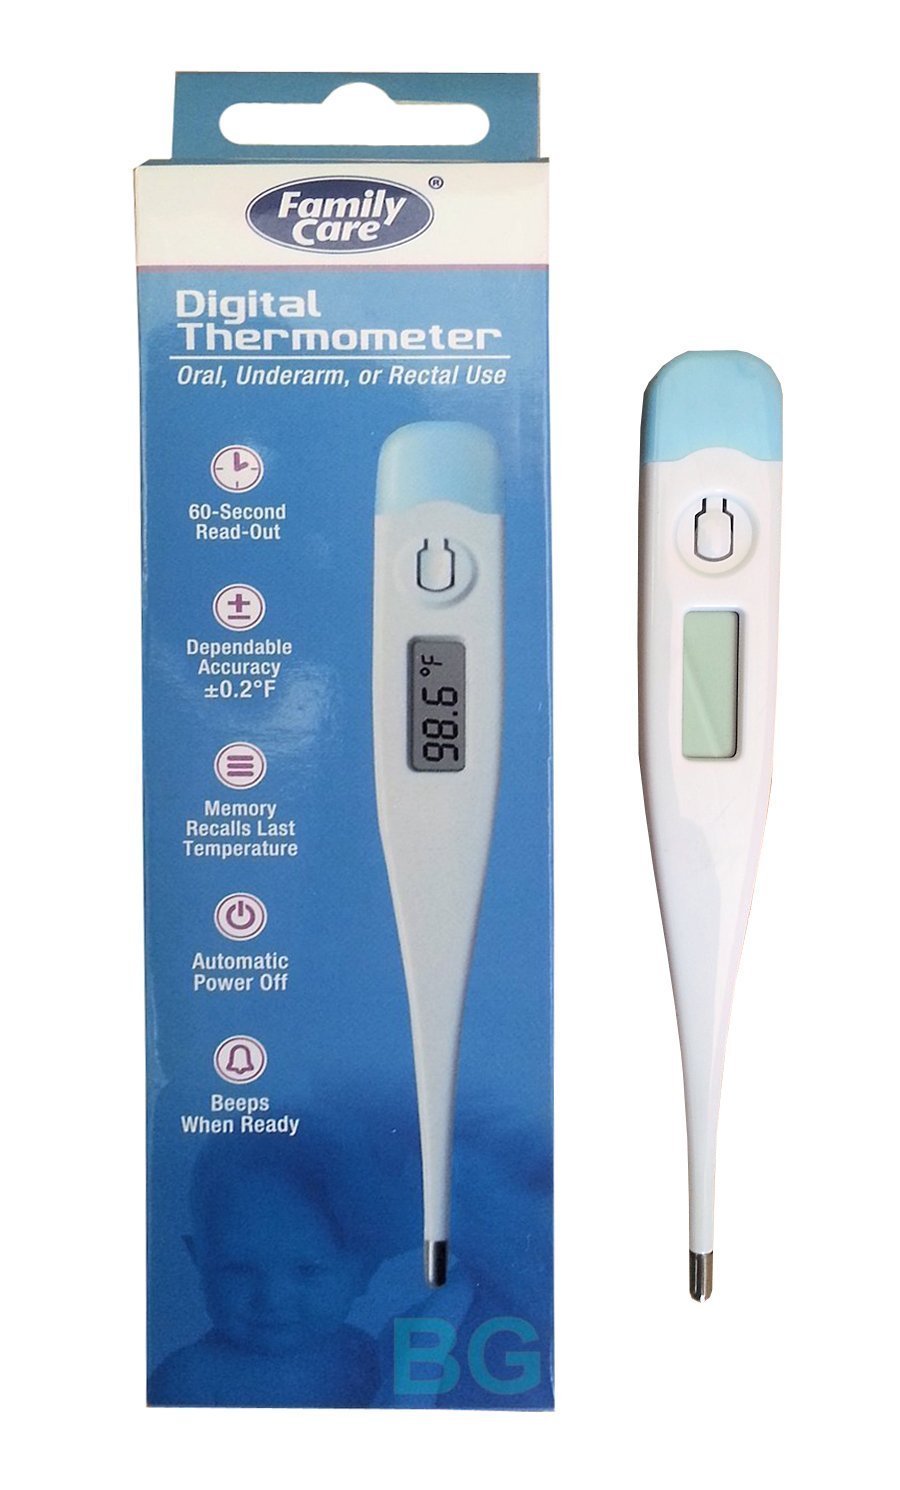 Family
Care
®
Digital
Thermometer
Oral, Underarm, or Rectal Use
60-Second
Read-Out
Dependable
Accuracy
±0.2°F
Memory
Recalls Last
Temperature
Automatic
Power Off
Beeps
When Ready
98.6 °F
BG